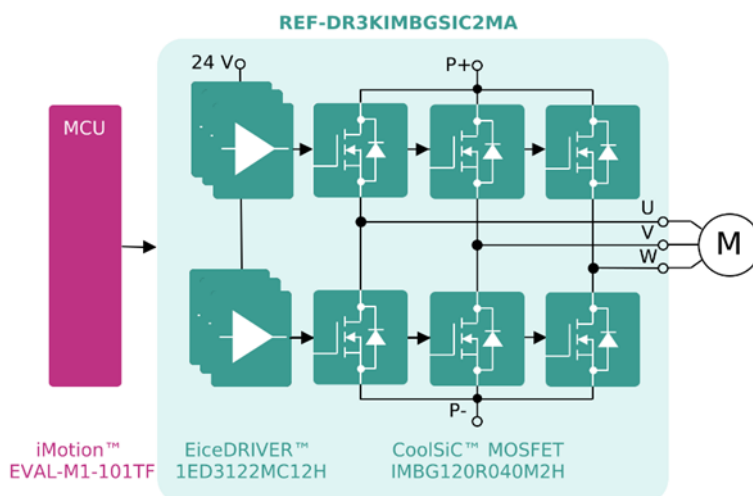 REF-DR3KIMBGSIC2MA
24 V
P+
MCU
U
V
W
M
P-
iMotion™
EVAL-M1-101TF
EiceDRIVER™
1ED3122MC12H
CoolSiC™ MOSFET
IMBG120R040M2H